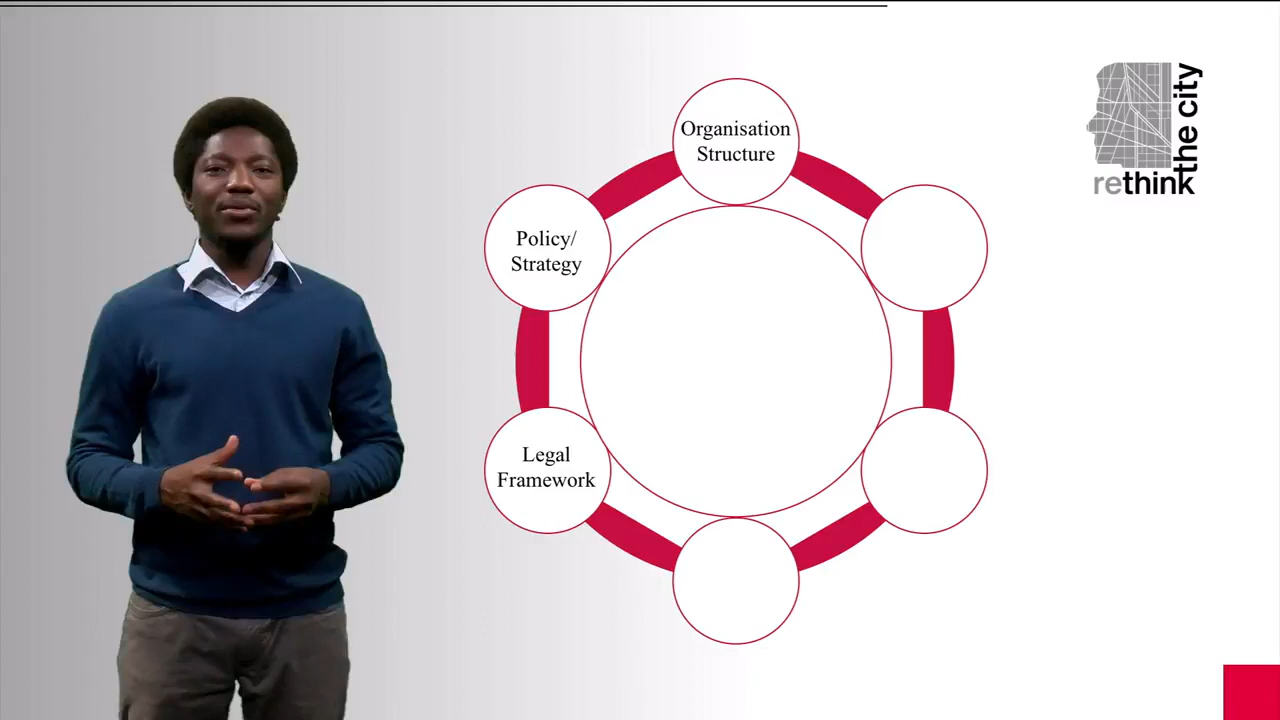 Organisation
Structure
Policy/
Strategy
Legal
Framework
rethink
the city